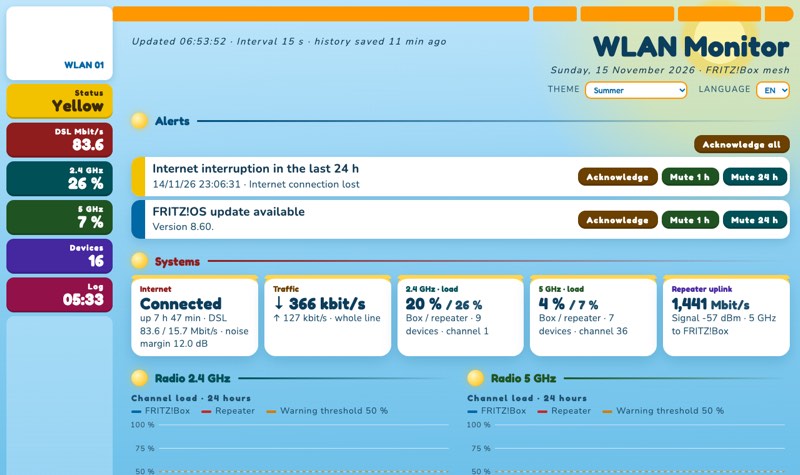 WLAN 01
Status
Yellow
DSL Mbit/s
83.6
2.4 GHz
26 %
5 GHz
7 %
Devices
16
Log
05:33
Updated 06:53:52 · Interval 15 s · history saved 11 min ago
WLAN Monitor
Sunday, 15 November 2026 · FRITZ!Box mesh
THEME Summer LANGUAGE EN
Alerts
Acknowledge all
Internet interruption in the last 24 h
14/11/26 23:06:31 · Internet connection lost
Acknowledge Mute 1 h Mute 24 h
FRITZ!OS update available
Version 8.60.
Acknowledge Mute 1 h Mute 24 h
Systems
Internet
Connected
up 7 h 47 min · DSL
83.6 / 15.7 Mbit/s · noise
margin 12.0 dB
Traffic
↓ 366 kbit/s
↑ 127 kbit/s · whole line
2.4 GHz · load
20 % / 26 %
Box / repeater · 9
devices · channel 1
5 GHz · load
4 % / 7 %
Box / repeater · 7
devices · channel 36
Repeater uplink
1,441 Mbit/s
Signal -57 dBm · 5 GHz
to FRITZ!Box
Radio 2.4 GHz
Channel load · 24 hours
FRITZ!Box Repeater Warning threshold 50 %
100 %
75 %
50 %
Radio 5 GHz
Channel load · 24 hours
FRITZ!Box Repeater Warning threshold 50 %
100 %
75 %
50 %